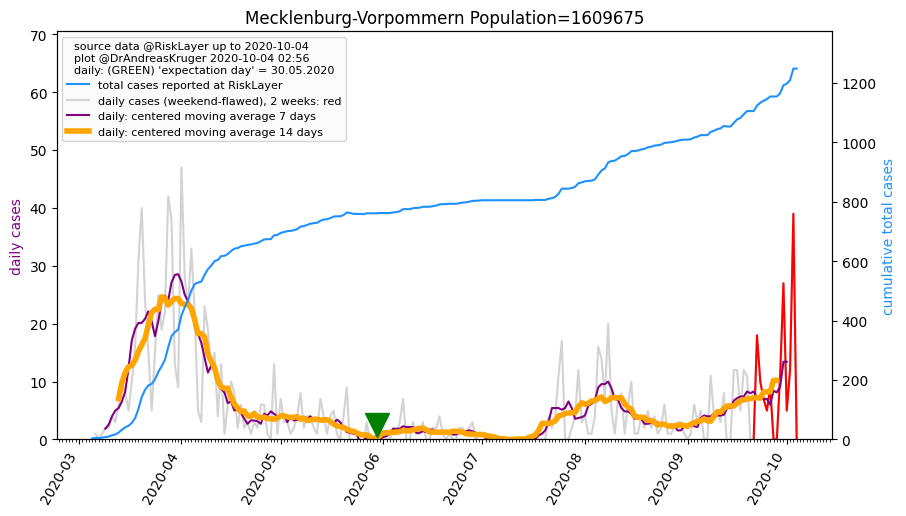 Mecklenburg-Vorpommern Population=1609675
70
60
50
40
30
20
10
0
daily cases
source data @RiskLayer up to 2020-10-04
plot @DrAndreasKruger 2020-10-04 02:56
daily: (GREEN) 'expectation day' = 30.05.2020
total cases reported at RiskLayer
daily cases (weekend-flawed), 2 weeks: red
daily: centered moving average 7 days
daily: centered moving average 14 days
1200
1000
800
600
400
200
0
cumulative total cases
2020-03
2020-04
2020-05
2020-06
2020-07
2020-08
2020-09
2020-10